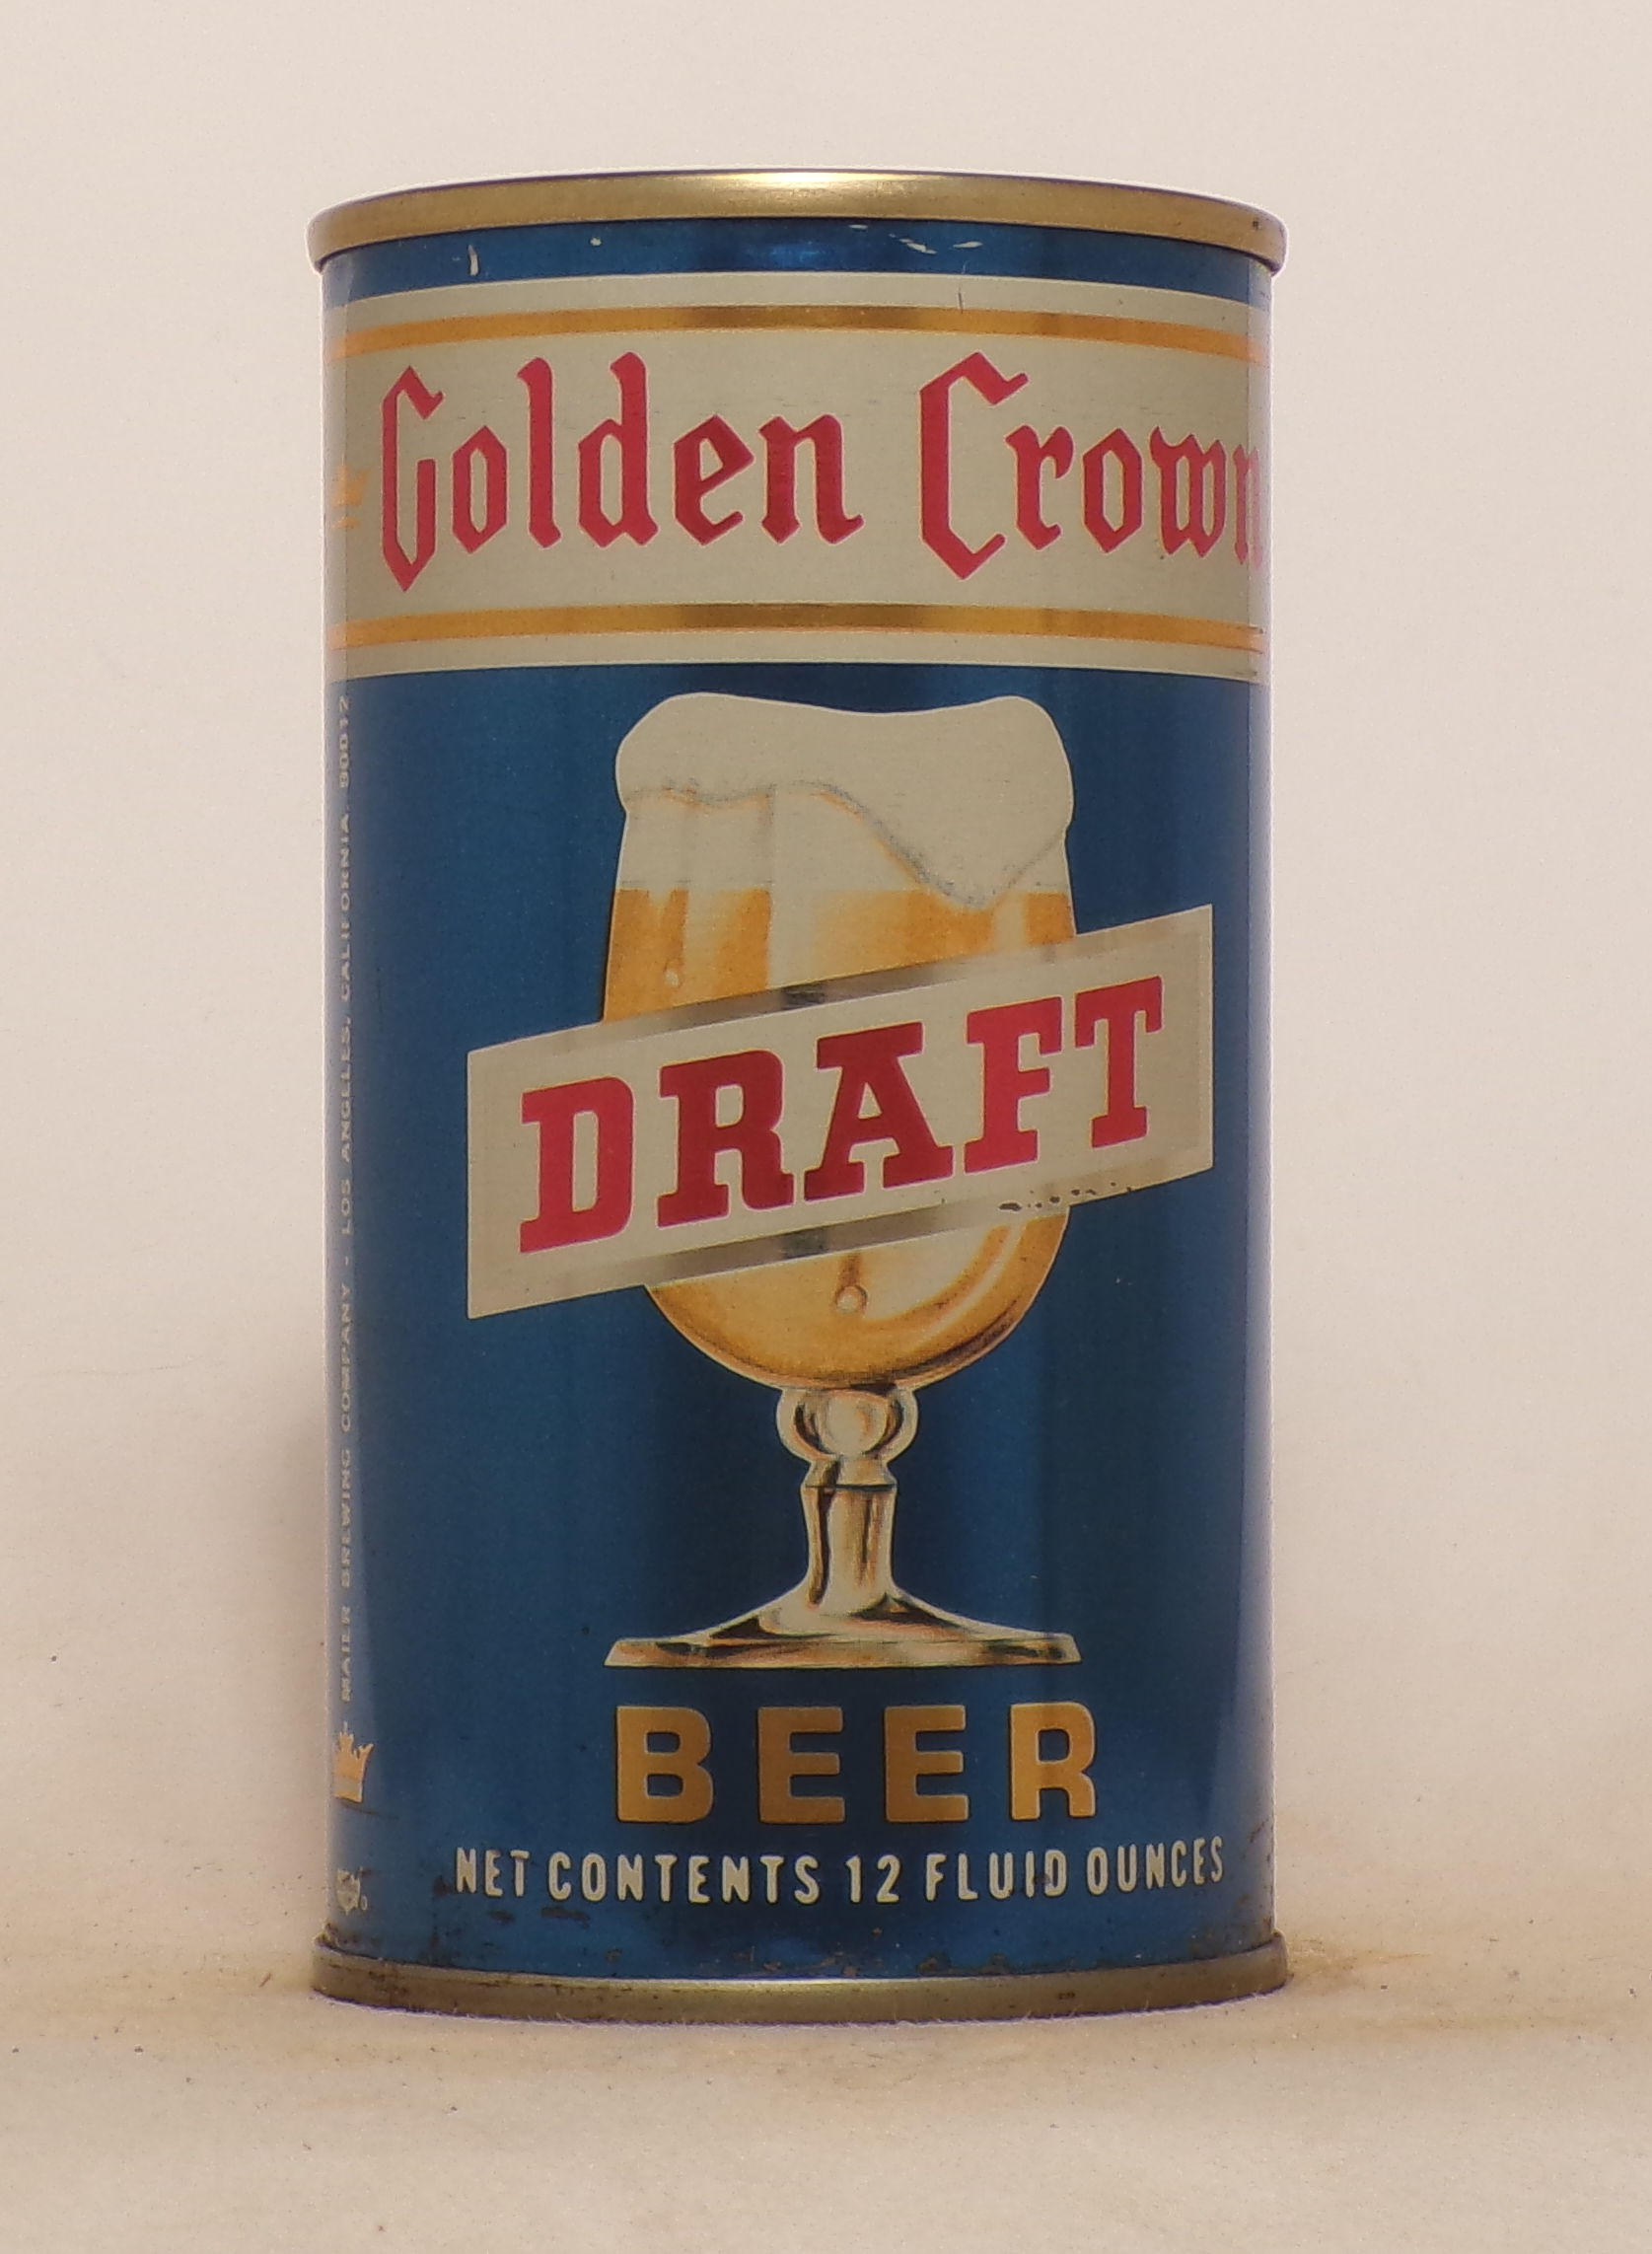 Golden Crown
DRAFT
BEER
NET CONTENTS 12 FLUID OUNCES
MAIER BREWING COMPANY - LOS ANGELES, CALIFORNIA 90012